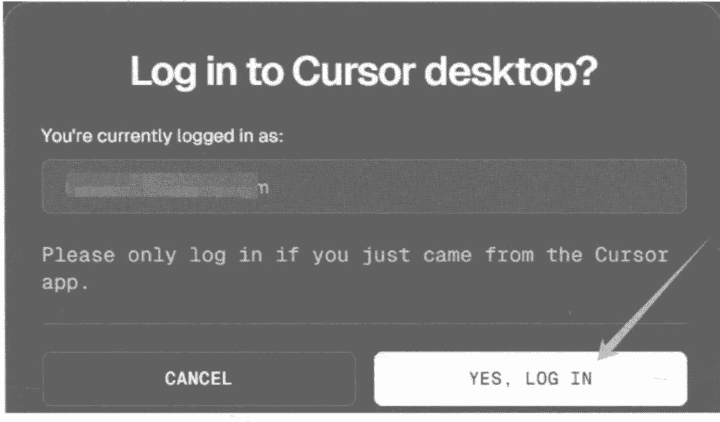 Log in to Cursor desktop?
You're currently logged in as:
m
Please only log in if you just came from the Cursor
app.
CANCEL
YES, LOG IN